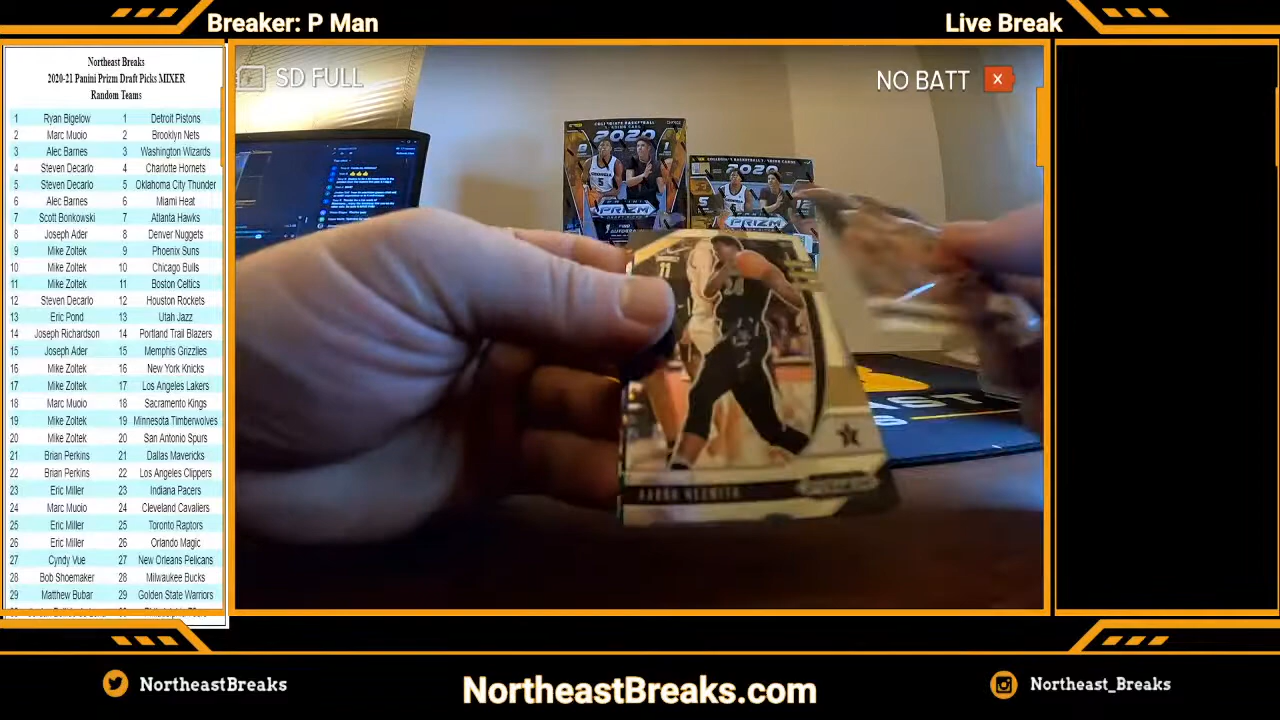 Breaker: P Man
Live Break
Northeast Breaks
2020-21 Panini Prizm Draft Picks MIXER
Random Teams
1 Ryan Bigelow 1 Detroit Pistons
2 Marc Muoio 2 Brooklyn Nets
3 Alec Barnes 3 Washington Wizards
4 Steven Decarlo 4 Charlotte Hornets
5 Steven Decarlo 5 Oklahoma City Thunder
6 Alec Barnes 6 Miami Heat
7 Scott Bonkowski 7 Atlanta Hawks
8 Joseph Ader 8 Denver Nuggets
9 Mike Zoltek 9 Phoenix Suns
10 Mike Zoltek 10 Chicago Bulls
11 Mike Zoltek 11 Boston Celtics
12 Steven Decarlo 12 Houston Rockets
13 Eric Pond 13 Utah Jazz
14 Joseph Richardson 14 Portland Trail Blazers
15 Joseph Ader 15 Memphis Grizzlies
16 Mike Zoltek 16 New York Knicks
17 Mike Zoltek 17 Los Angeles Lakers
18 Marc Muoio 18 Sacramento Kings
19 Mike Zoltek 19 Minnesota Timberwolves
20 Mike Zoltek 20 San Antonio Spurs
21 Brian Perkins 21 Dallas Mavericks
22 Brian Perkins 22 Los Angeles Clippers
23 Eric Miller 23 Indiana Pacers
24 Marc Muoio 24 Cleveland Cavaliers
25 Eric Miller 25 Toronto Raptors
26 Eric Miller 26 Orlando Magic
27 Cyndy Vue 27 New Orleans Pelicans
28 Bob Shoemaker 28 Milwaukee Bucks
29 Matthew Bubar 29 Golden State Warriors
SD FULL
NO BATT
2020
PRIZM
2020
PRIZM
11
AARON NESMITH
NortheastBreaks
NortheastBreaks.com
Northeast_Breaks